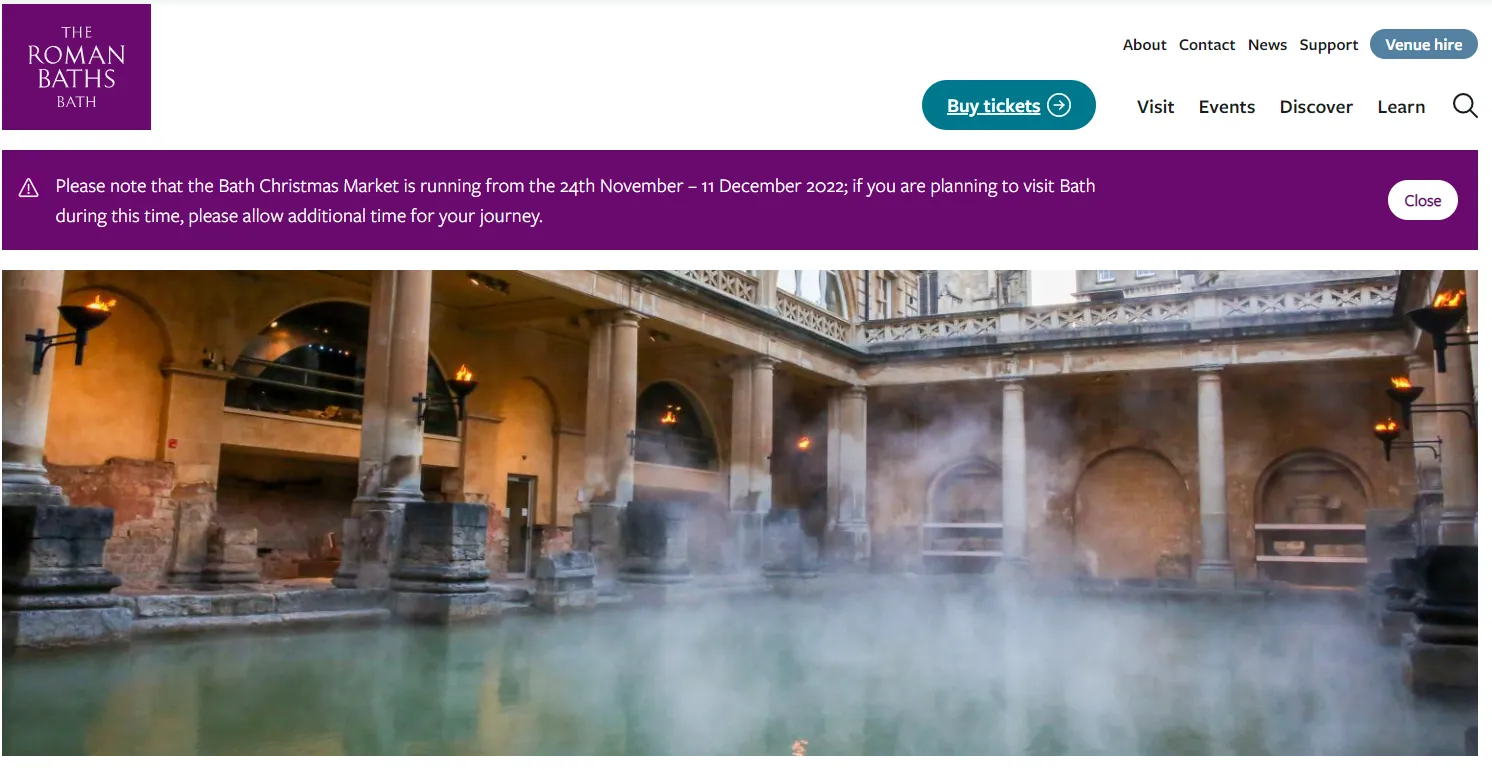 THE
ROMAN
BATHS
BATH
About Contact News Support Venue hire
Buy tickets Visit Events Discover Learn
Please note that the Bath Christmas Market is running from the 24th November – 11 December 2022; if you are planning to visit Bath
during this time, please allow additional time for your journey.
Close